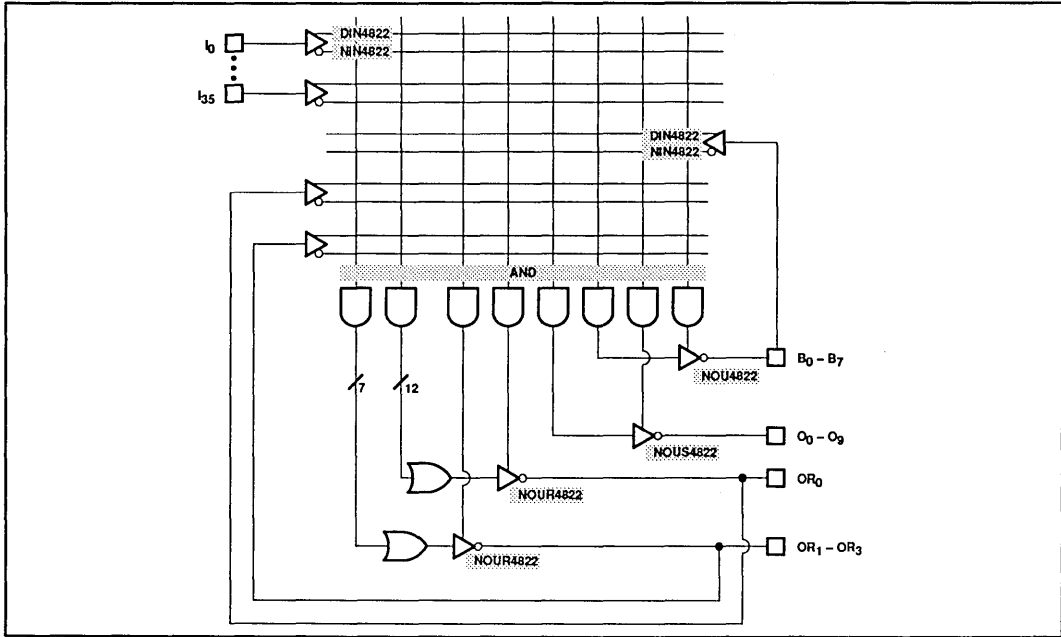 I0
DIN4822
NIN4822
I35
DIN4822
NIN4822
AND
B0 – B7
NOU4822
7
12
O0 – O9
NOUS4822
OR0
NOUR4822
OR1 – OR3
NOUR4822